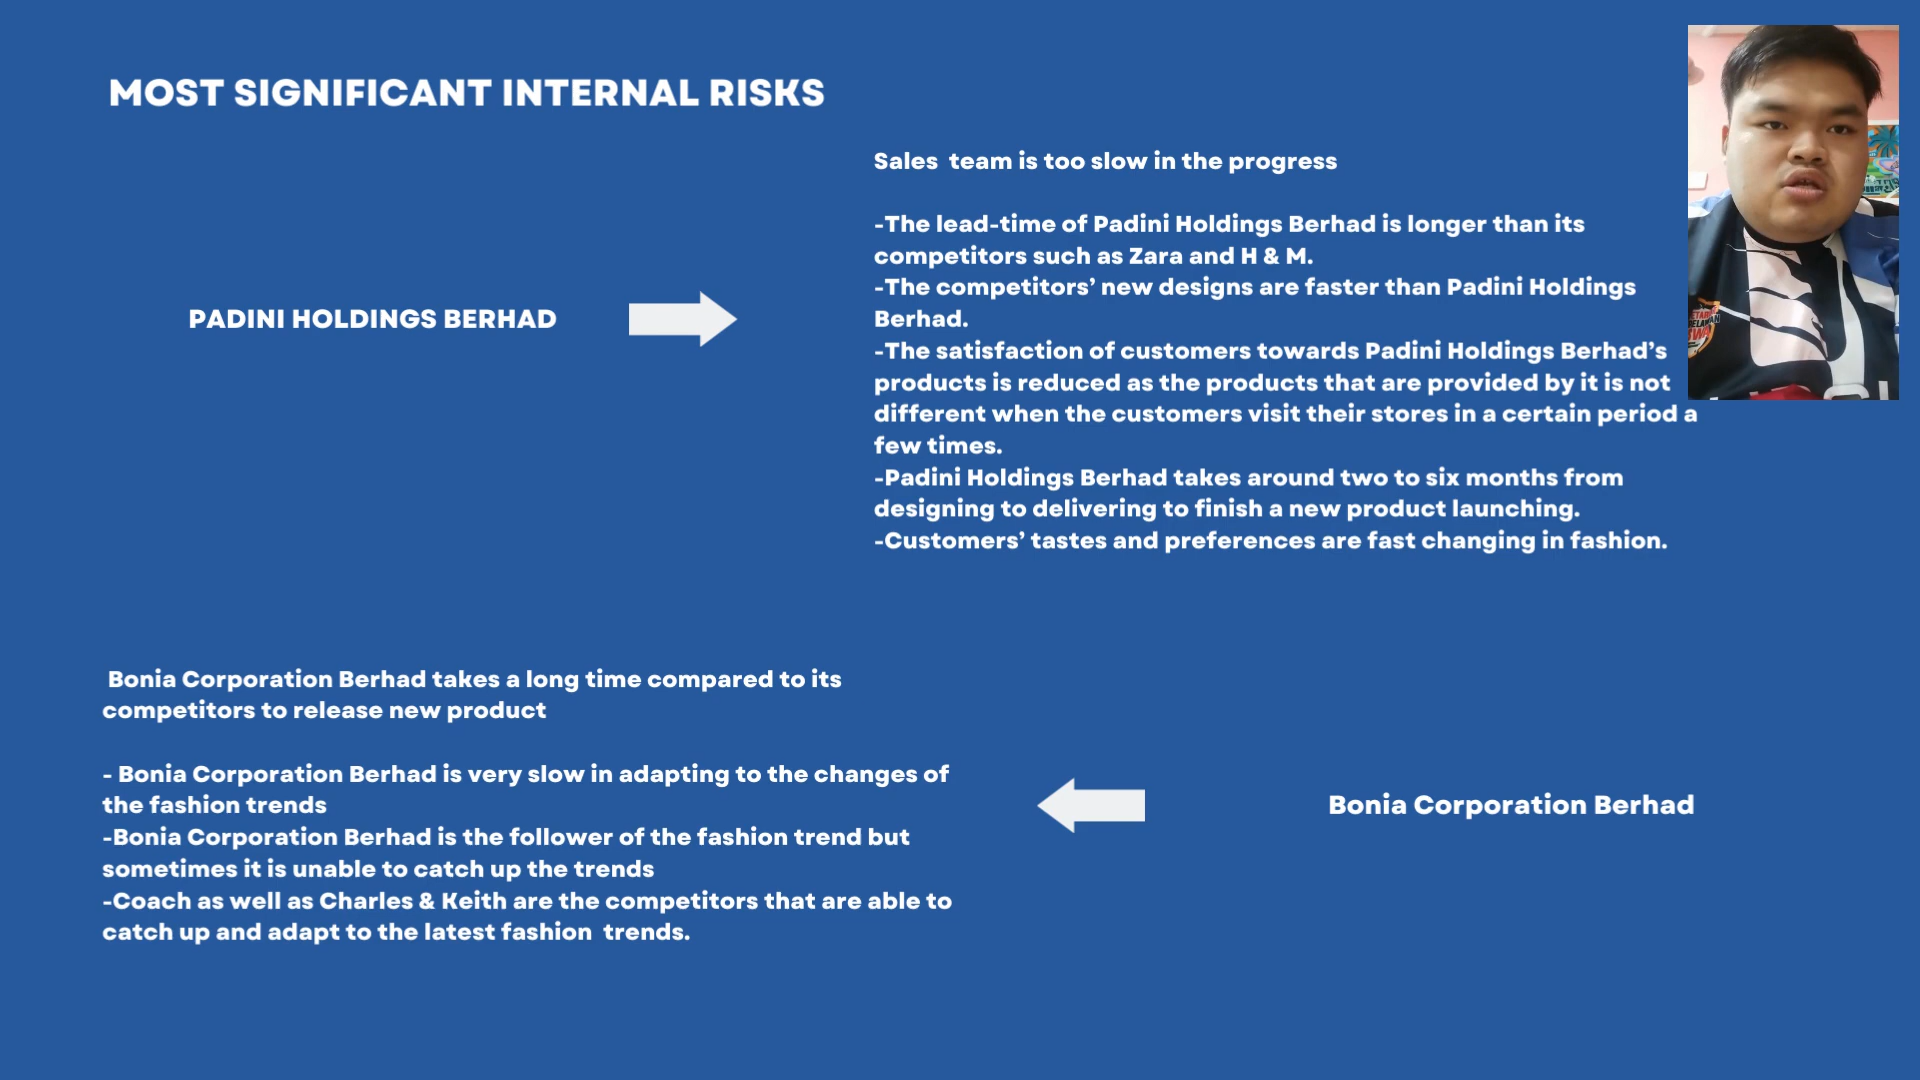 MOST SIGNIFICANT INTERNAL RISKS
Sales  team is too slow in the progress
-The lead-time of Padini Holdings Berhad is longer than its
competitors such as Zara and H & M.
-The competitors’ new designs are faster than Padini Holdings
Berhad.
-The satisfaction of customers towards Padini Holdings Berhad’s
products is reduced as the products that are provided by it is not
different when the customers visit their stores in a certain period a
few times.
-Padini Holdings Berhad takes around two to six months from
designing to delivering to finish a new product launching.
-Customers’ tastes and preferences are fast changing in fashion.
PADINI HOLDINGS BERHAD
Bonia Corporation Berhad takes a long time compared to its
competitors to release new product
- Bonia Corporation Berhad is very slow in adapting to the changes of
the fashion trends
-Bonia Corporation Berhad is the follower of the fashion trend but
sometimes it is unable to catch up the trends
-Coach as well as Charles & Keith are the competitors that are able to
catch up and adapt to the latest fashion  trends.
Bonia Corporation Berhad